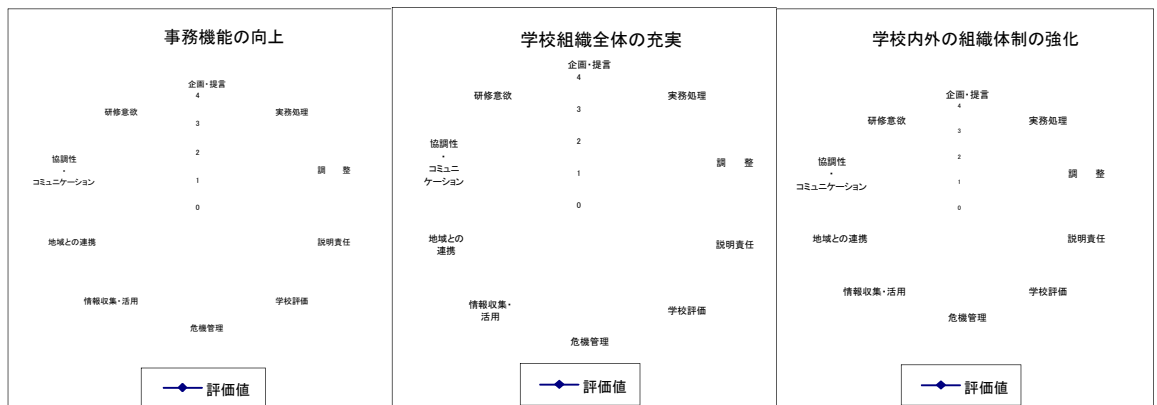 事務機能の向上
企画・提言
4
3
2
1
0
実務処理
調　整
説明責任
学校評価
危機管理
情報収集・活用
地域との連携
協調性
・
コミュニケーション
研修意欲
評価値
学校組織全体の充実
企画・提言
4
3
2
1
0
実務処理
調　整
説明責任
学校評価
危機管理
情報収集・
活用
地域との
連携
協調性
・
コミュニ
ケーション
研修意欲
評価値
学校内外の組織体制の強化
企画・提言
4
3
2
1
0
実務処理
調　整
説明責任
学校評価
危機管理
情報収集・活用
地域との連携
協調性
・
コミュニケーション
研修意欲
評価値